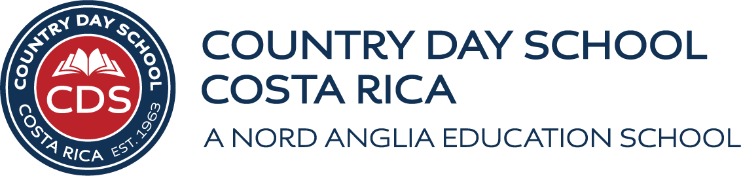 COUNTRY DAY SCHOOL
CDS
COSTA RICA EST. 1963
COUNTRY DAY SCHOOL
COSTA RICA
A NORD ANGLIA EDUCATION SCHOOL